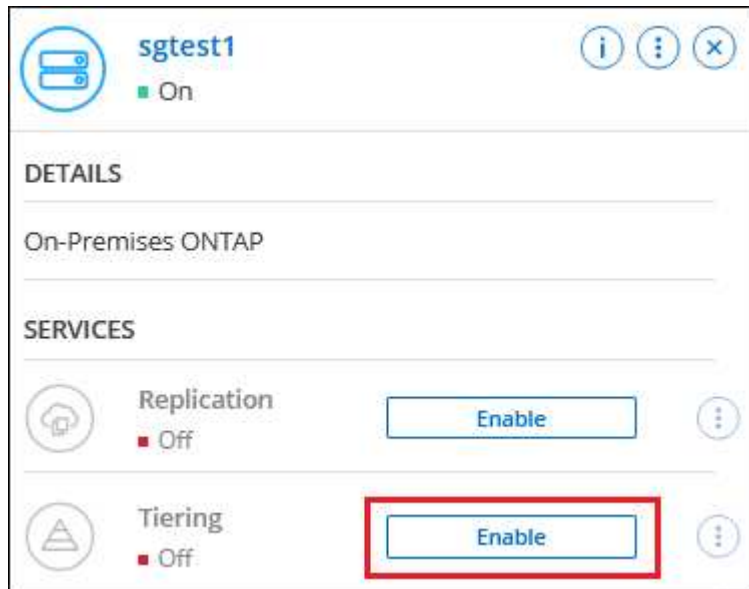 sgtest1
On
DETAILS
On-Premises ONTAP
SERVICES
Replication
Off
Enable
Tiering
Off
Enable